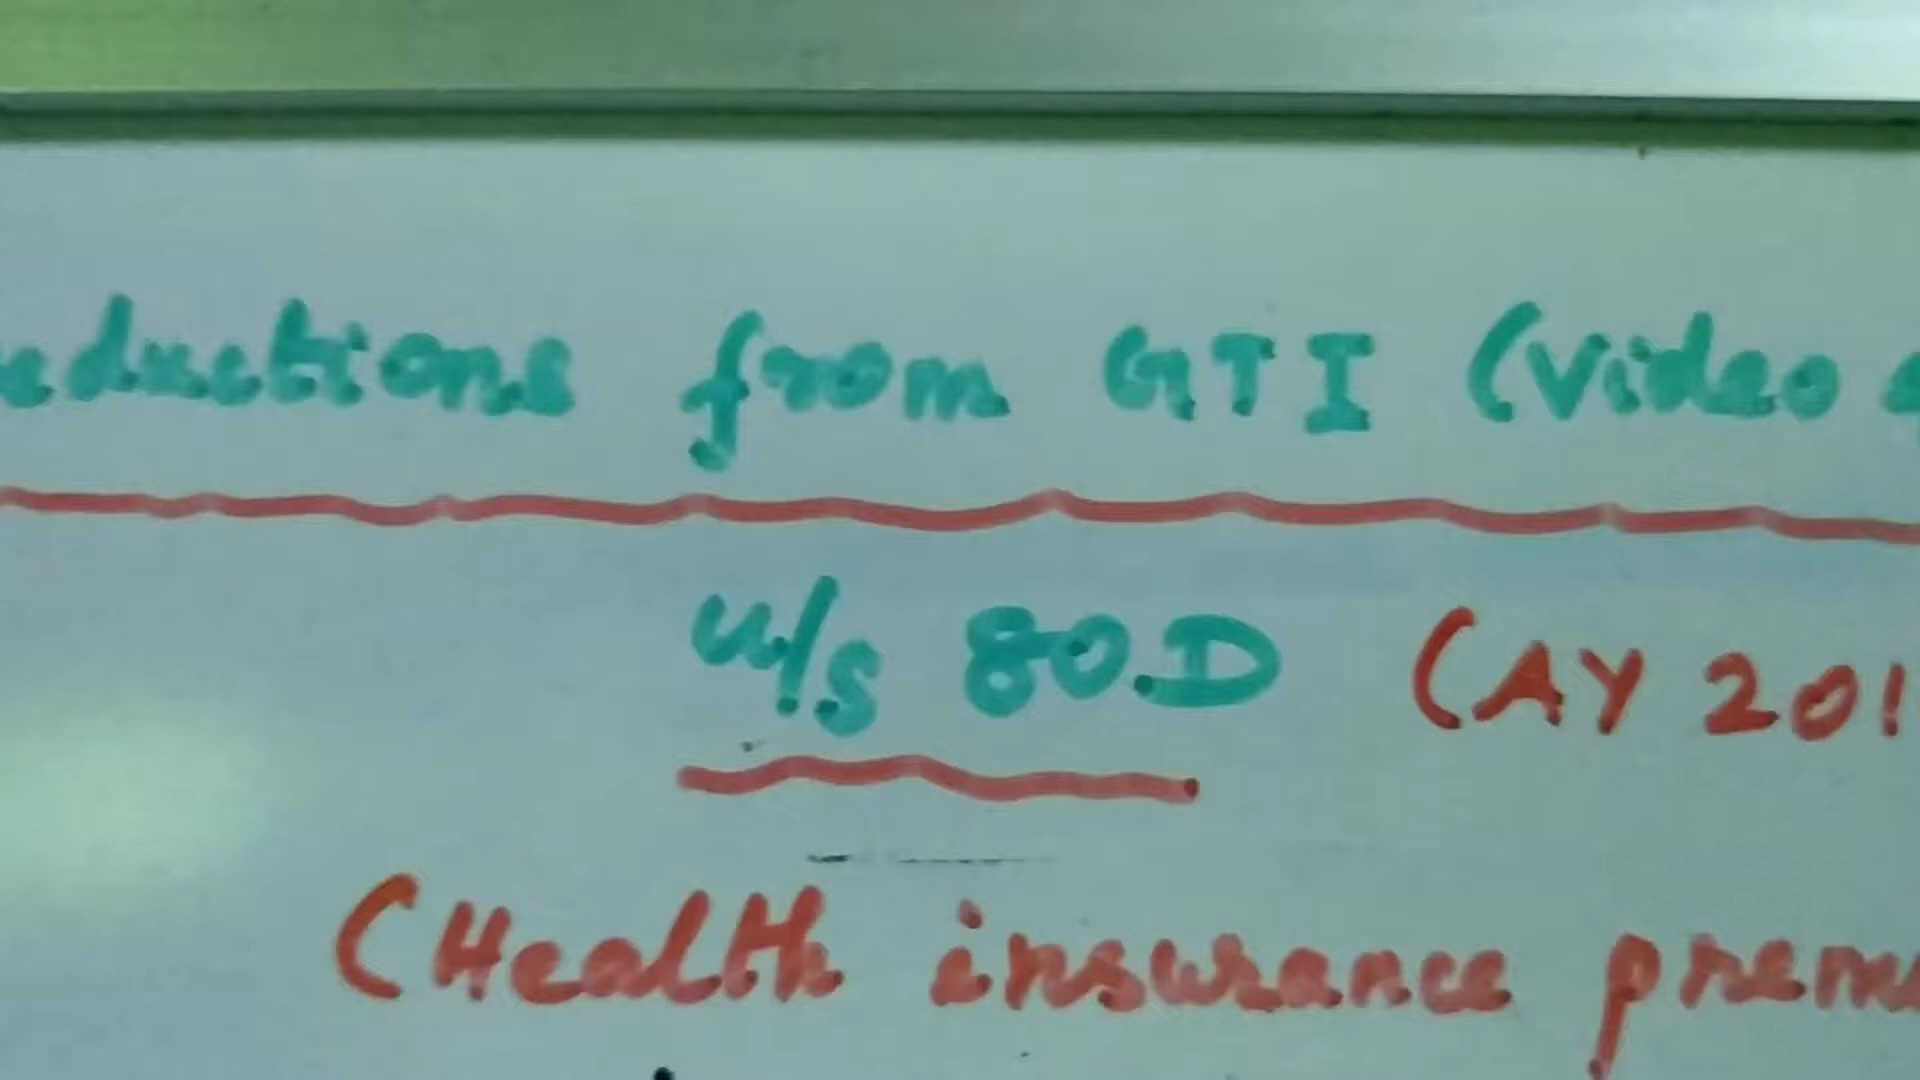 eductions from GTI (Video
u/s 80D (AY 201
(Health insurance prem